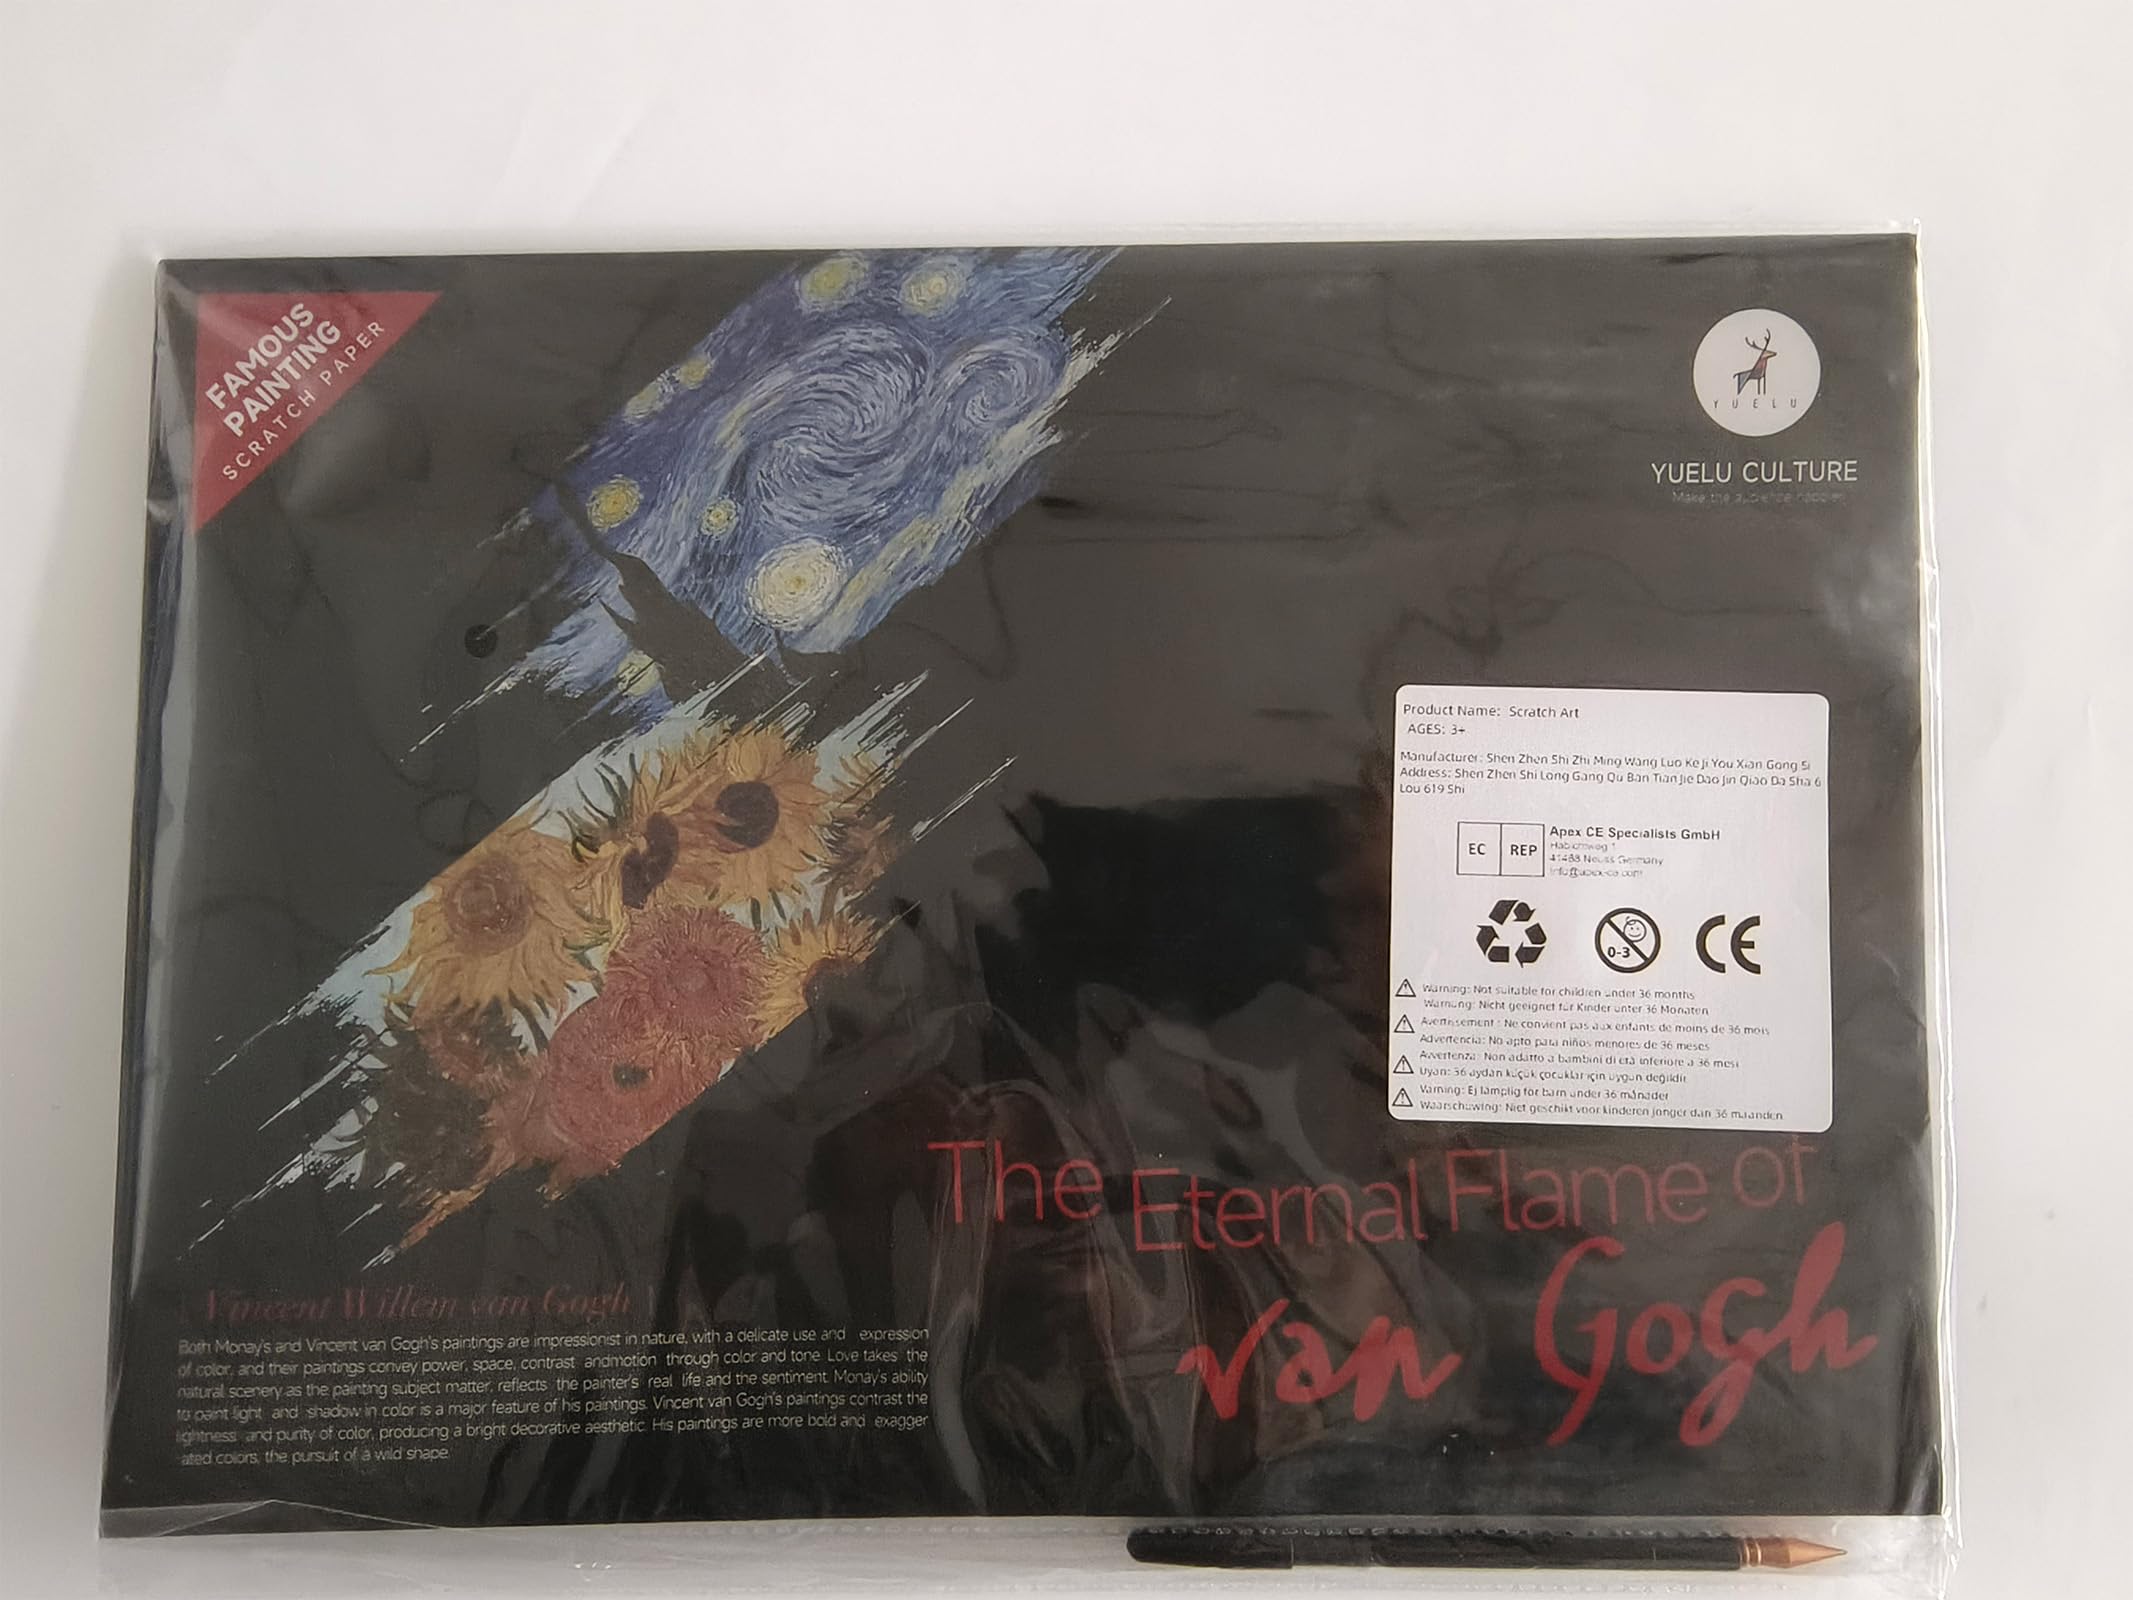 FAMOUS
PAINTING
SCRATCH PAPER
YUELU
YUELU CULTURE
Make the audience happier
Product Name: Scratch Art
AGES: 3+
Manufacturer: Shen Zhen Shi Zhi Ming Wang Luo Ke Ji You Xian Gong Si
Address: Shen Zhen Shi Long Gang Qu Ban Tian Jie Dao Jin Qiao Da Sha 6
Lou 619 Shi
EC REP
Apex CE Specialists GmbH
Habichtweg 1
41468 Neuss Germany
info@apex-ce.com
0-3
CE
Warning: Not suitable for children under 36 months
Warnung: Nicht geeignet für Kinder unter 36 Monaten
Avertissement : Ne convient pas aux enfants de moins de 36 mois
Advertencia: No apto para niños menores de 36 meses
Avvertenza: Non adatto a bambini di età inferiore a 36 mesi
Uyarı: 36 aydan küçük çocuklar için uygun değildir
Varning: Ej lämplig för barn under 36 månader
Waarschuwing: Niet geschikt voor kinderen jonger dan 36 maanden
The Eternal Flame of
van Gogh
Vincent Willem van Gogh
Both Monay's and Vincent van Gogh's paintings are impressionist in nature, with a delicate use and expression
of color, and their paintings convey power, space, contrast andmotion through color and tone. Love takes the
natural scenery as the painting subject matter, reflects the painter's real life and the sentiment. Monay's ability
to paint light and shadow in color is a major feature of his paintings. Vincent van Gogh's paintings contrast the
lightness and purity of color, producing a bright decorative aesthetic. His paintings are more bold and exagger
ated colors, the pursuit of a wild shape.